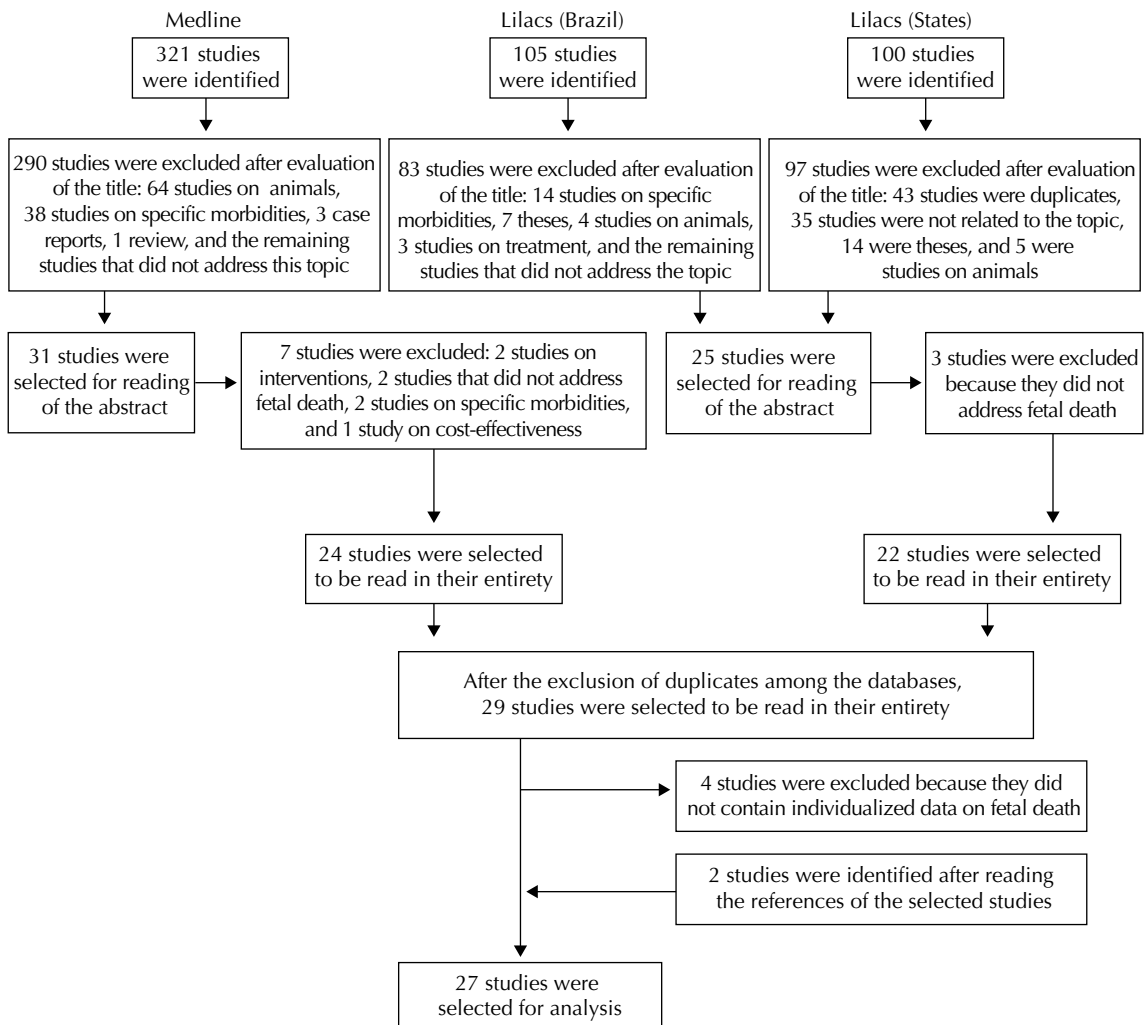 Medline
Lilacs (Brazil)
Lilacs (States)
321 studies
were identified
105 studies
were identified
100 studies
were identified
290 studies were excluded after evaluation
of the title: 64 studies on animals,
38 studies on specific morbidities, 3 case
reports, 1 review, and the remaining
studies that did not address this topic
83 studies were excluded after evaluation
of the title: 14 studies on specific
morbidities, 7 theses, 4 studies on animals,
3 studies on treatment, and the remaining
studies that did not address the topic
97 studies were excluded after evaluation
of the title: 43 studies were duplicates,
35 studies were not related to the topic,
14 were theses, and 5 were
studies on animals
31 studies were
selected for reading
of the abstract
7 studies were excluded: 2 studies on
interventions, 2 studies that did not address
fetal death, 2 studies on specific morbidities,
and 1 study on cost-effectiveness
25 studies were
selected for reading
of the abstract
3 studies were excluded
because they did not
address fetal death
24 studies were selected
to be read in their entirety
22 studies were selected
to be read in their entirety
After the exclusion of duplicates among the databases,
29 studies were selected to be read in their entirety
4 studies were excluded because they did
not contain individualized data on fetal death
2 studies were identified after reading
the references of the selected studies
27 studies were
selected for analysis